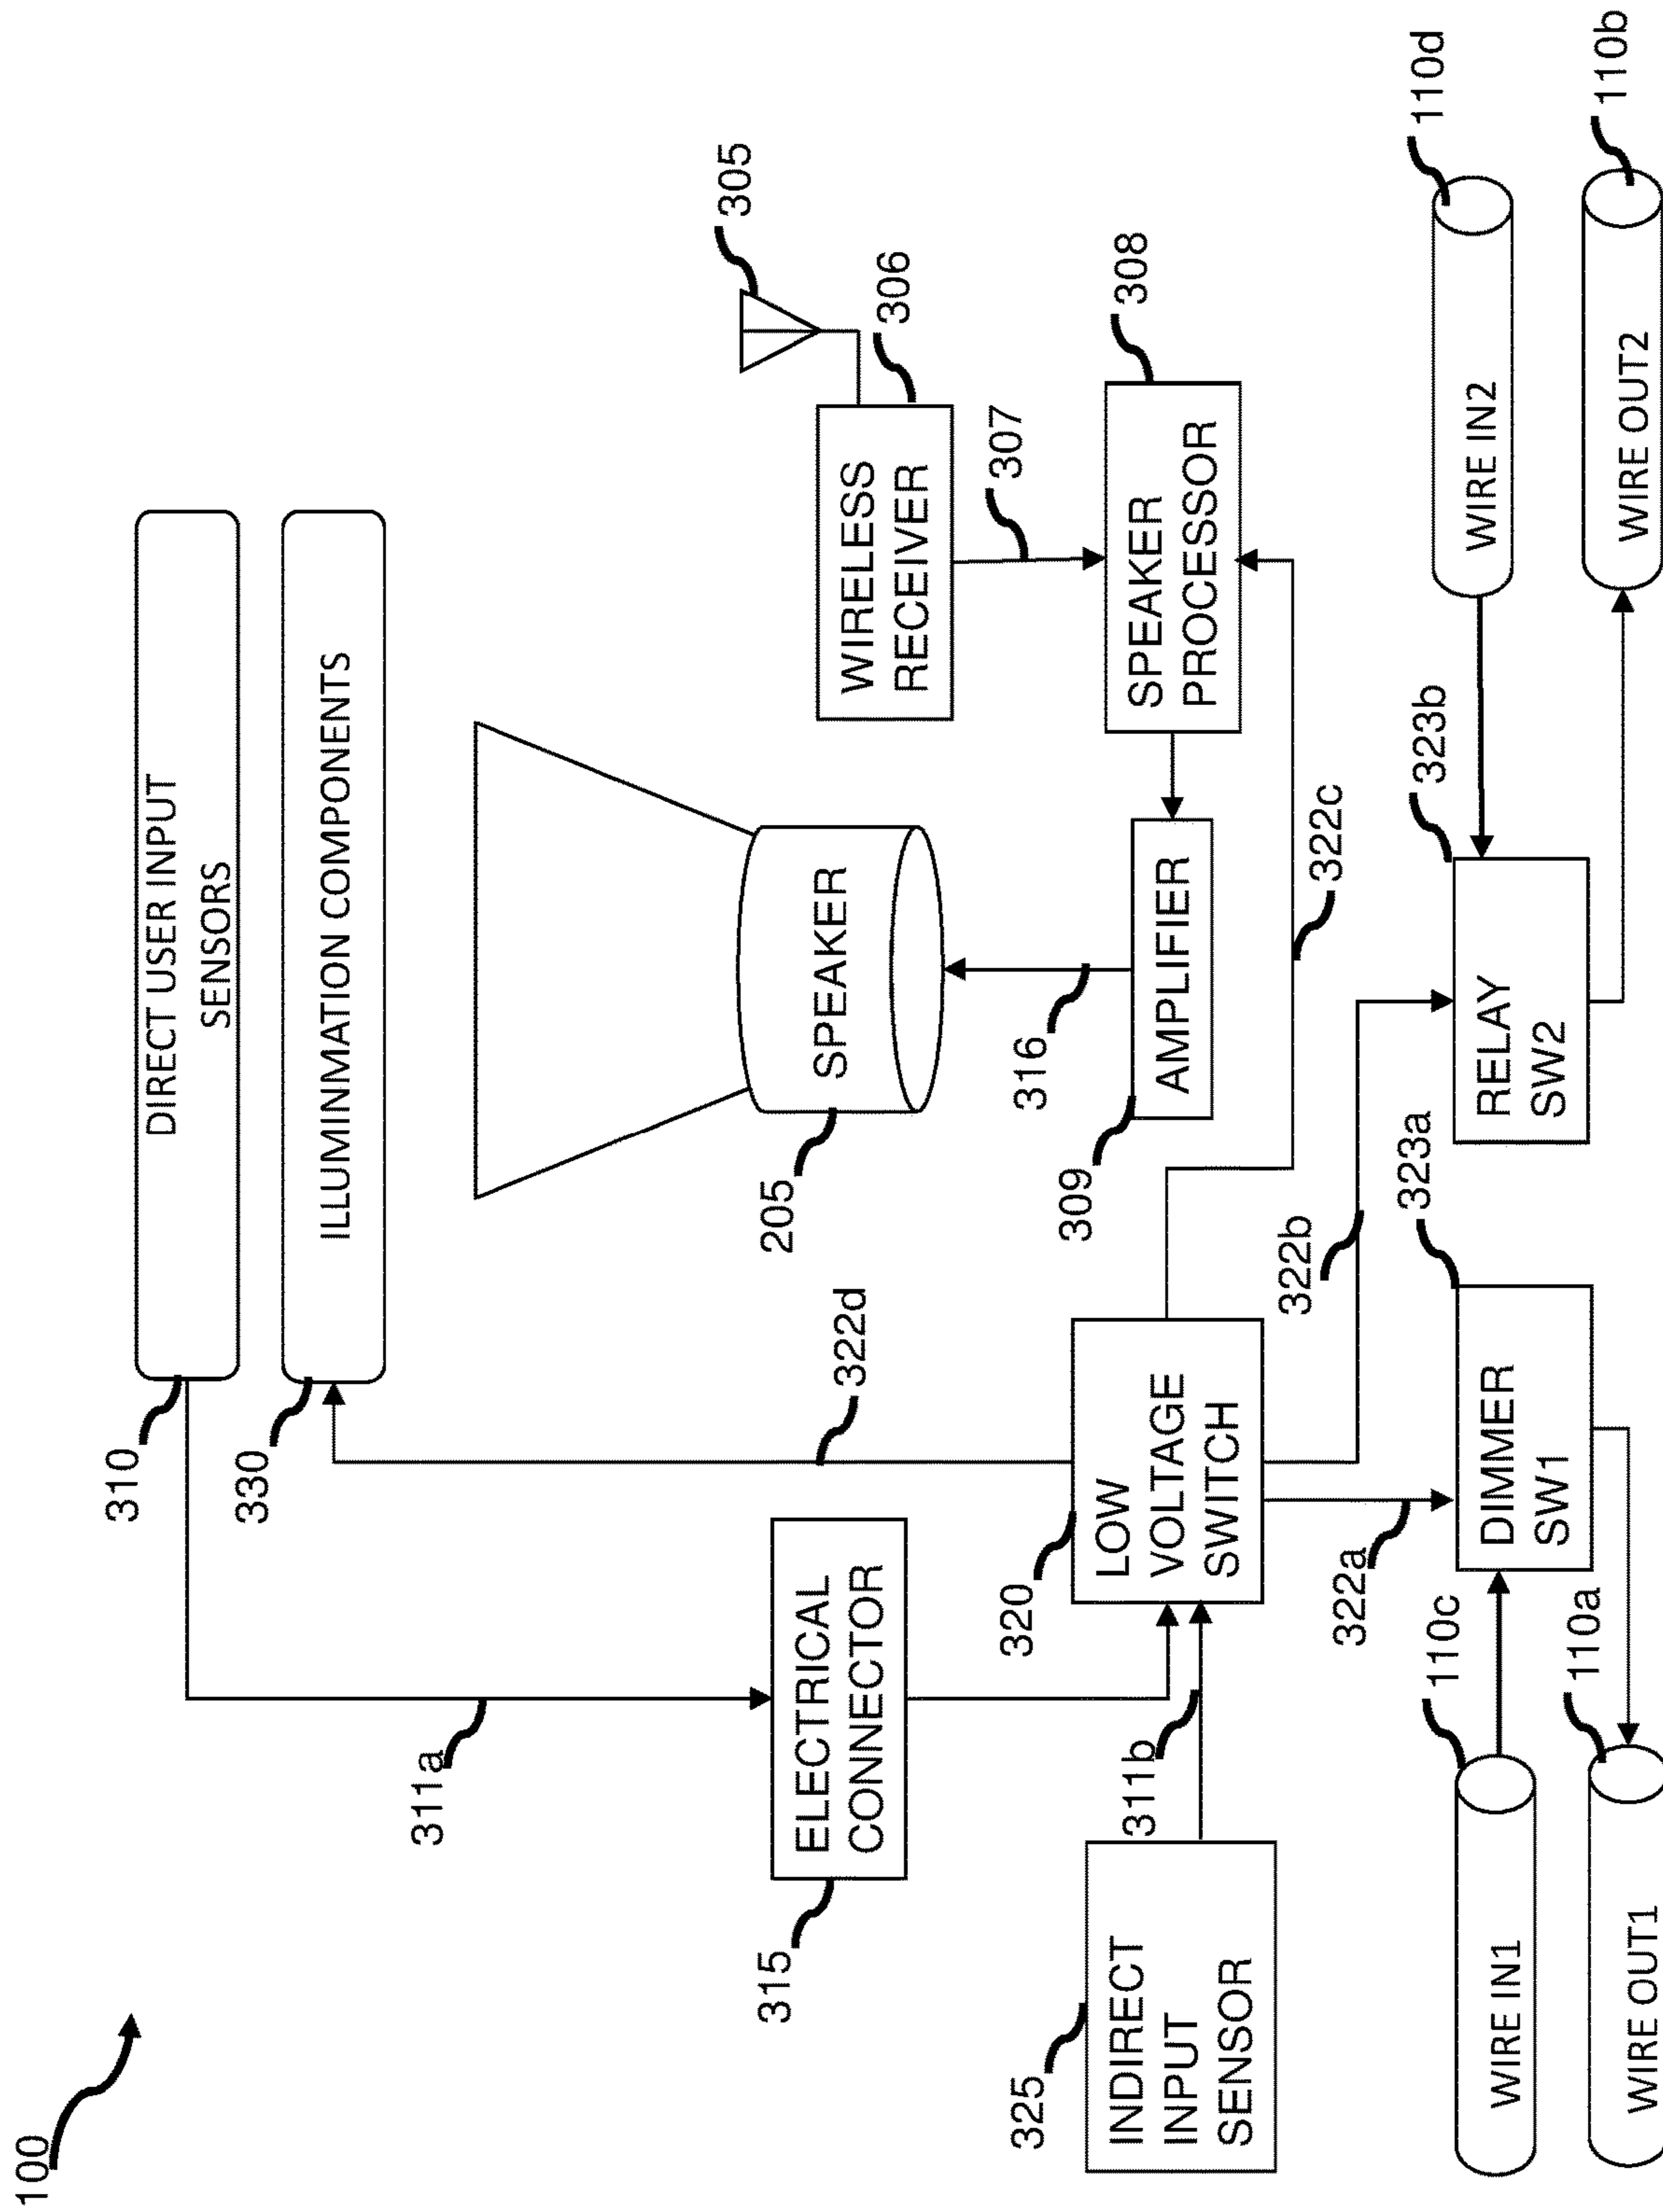 100
310
DIRECT USER INPUT
SENSORS
330
ILLUMINMATION COMPONENTS
311a
322d
205
SPEAKER
305
306
WIRELESS
RECEIVER
307
315
ELECTRICAL
CONNECTOR
316
309
AMPLIFIER
308
SPEAKER
PROCESSOR
320
LOW
VOLTAGE
SWITCH
325
INDIRECT
INPUT
SENSOR
311b
322c
322b
322a
323a
DIMMER
SW1
323b
RELAY
SW2
110c
WIRE IN1
110a
WIRE OUT1
110d
WIRE IN2
110b
WIRE OUT2